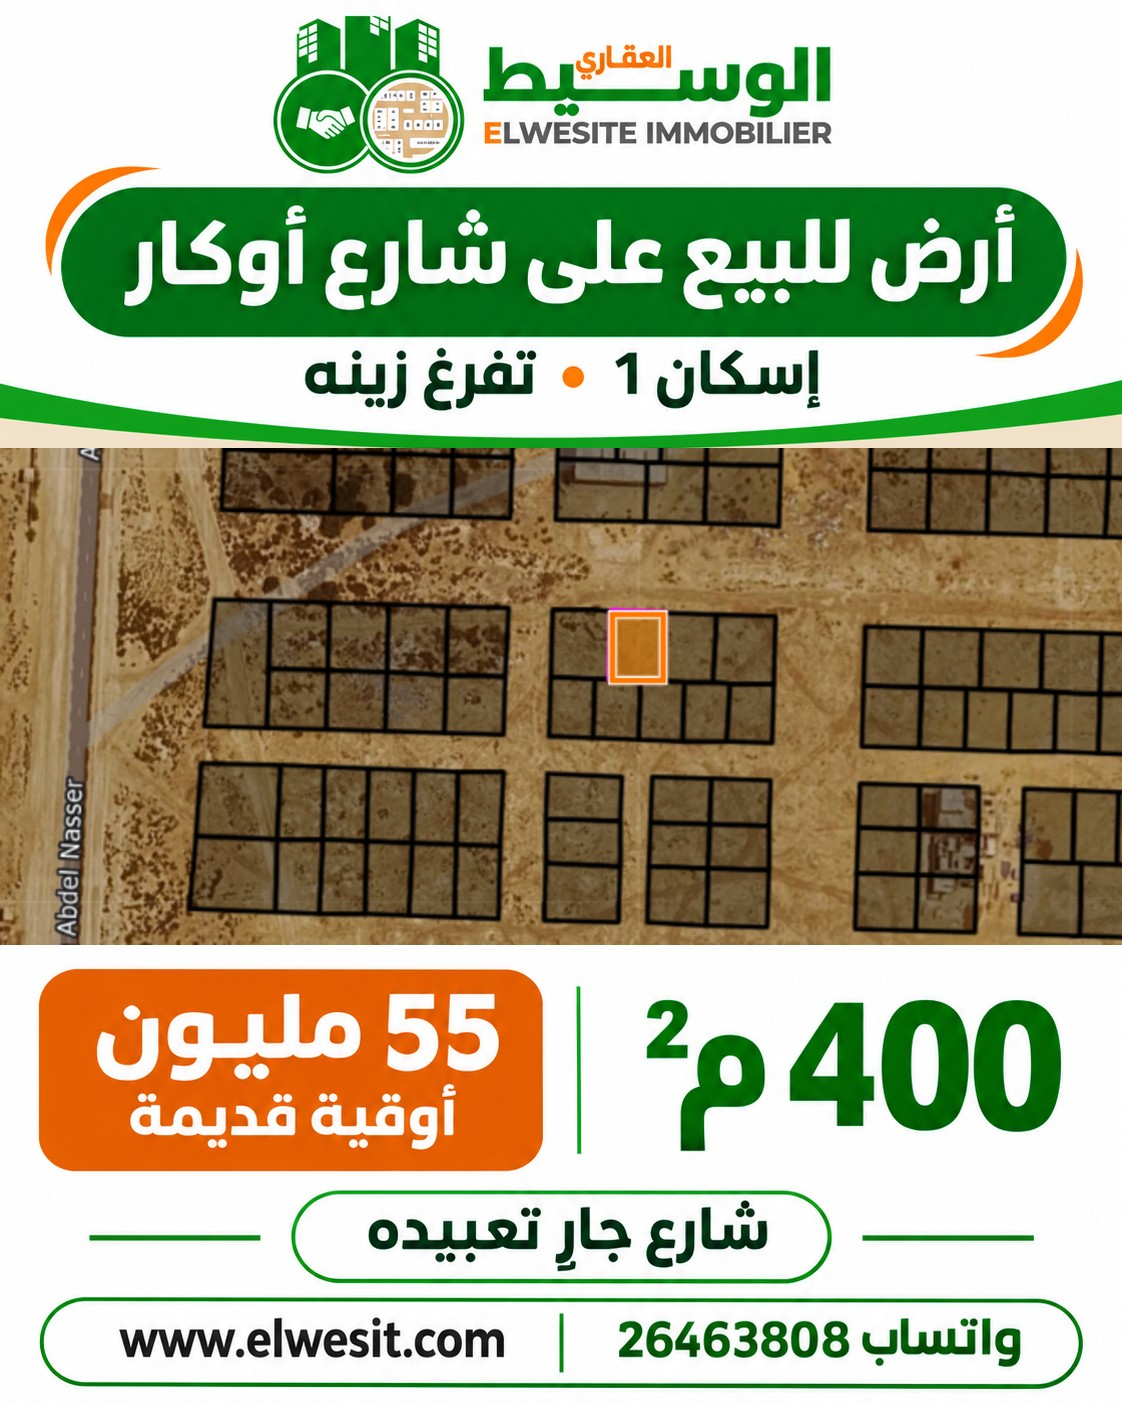 الوسيط
العقاري
ELWESITE IMMOBILIER
أرض للبيع على شارع أوكار
إسكان 1 • تفرغ زينه
Abdel Nasser
400 م²
55 مليون
أوقية قديمة
شارع جارِ تعبيده
واتساب 26463808
www.elwesit.com